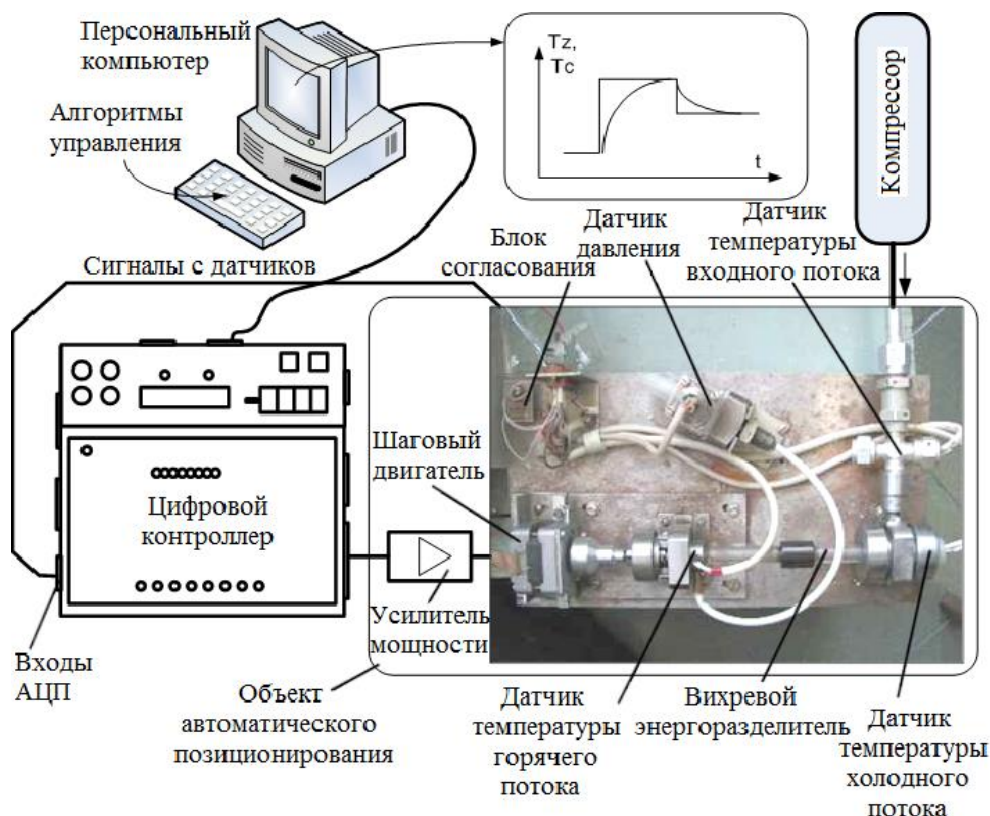 Персональный
компьютер
Алгоритмы
управления
Tz,
Tc
t
Компрессор
Сигналы с датчиков
Блок
согласования
Датчик
давления
Датчик
температуры
входного потока
Шаговый
двигатель
Цифровой
контроллер
Усилитель
мощности
Входы
АЦП
Объект
автоматического
позиционирования
Датчик
температуры
горячего
потока
Вихревой
энергоразделитель
Датчик
температуры
холодного
потока